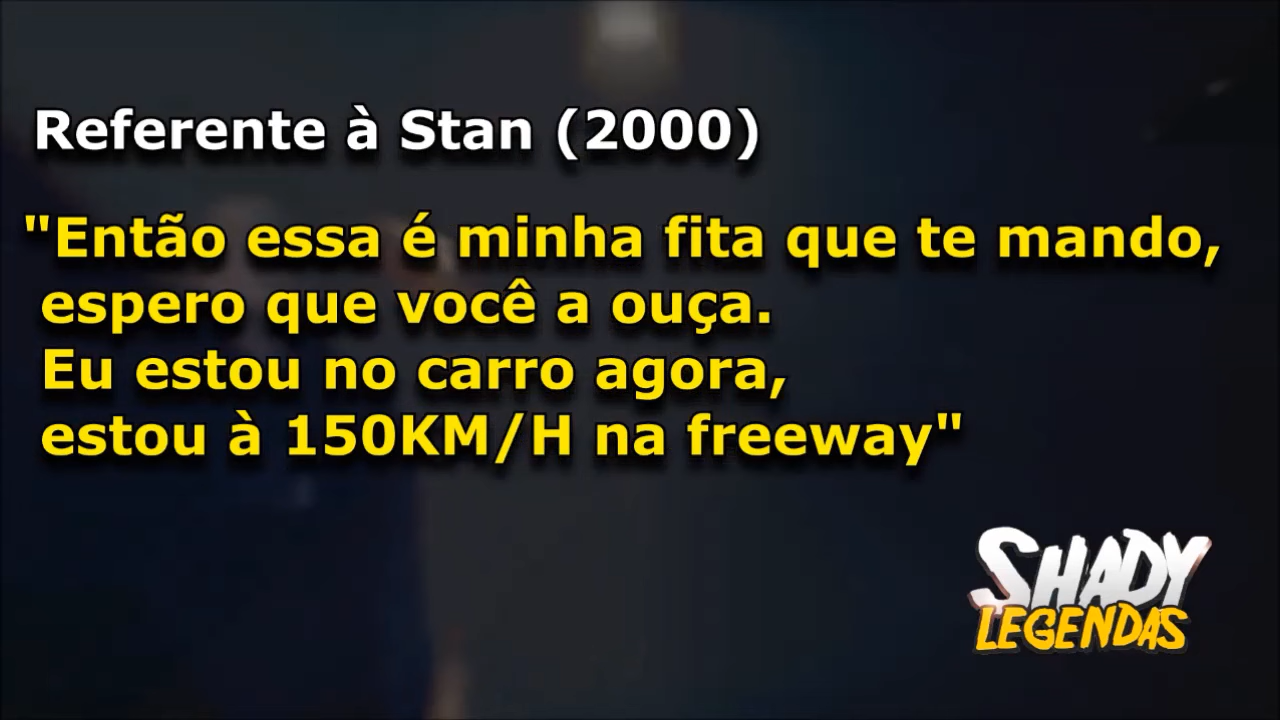 Referente à Stan (2000)
"Então essa é minha fita que te mando,
espero que você a ouça.
Eu estou no carro agora,
estou à 150KM/H na freeway"
SHADY
LEGENDAS